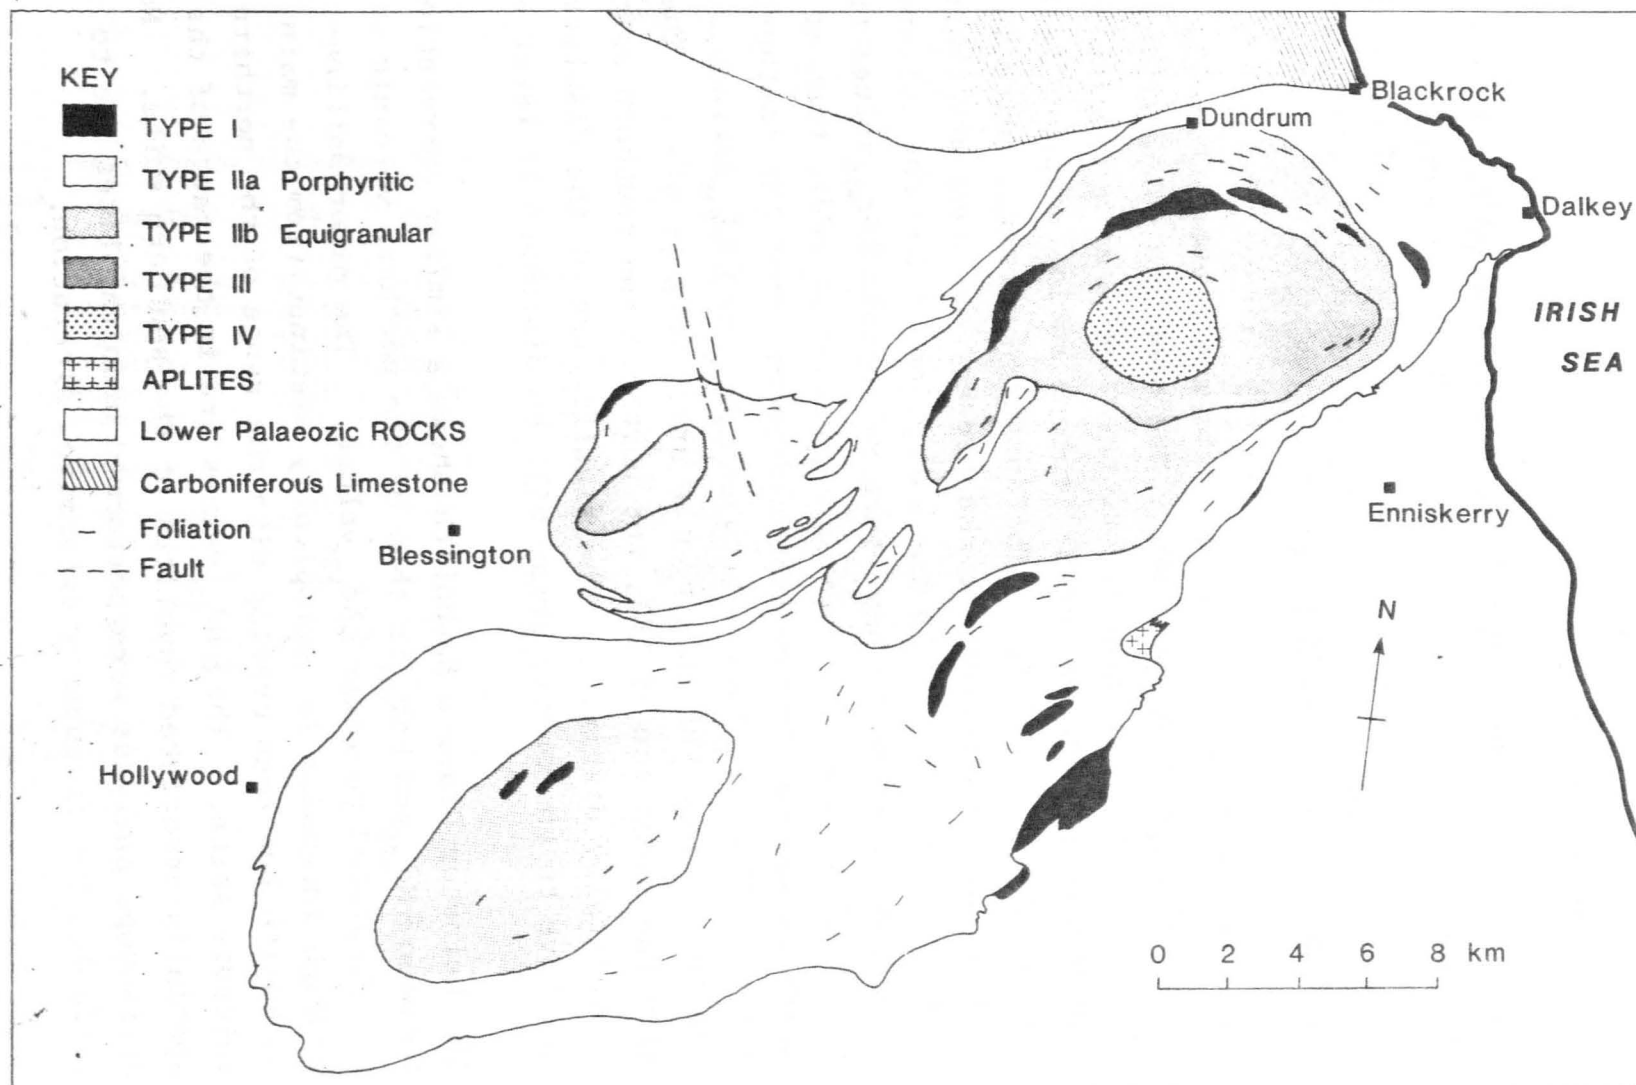 KEY
TYPE I
TYPE IIa Porphyritic
TYPE IIb Equigranular
TYPE III
TYPE IV
APLITES
Lower Palaeozic ROCKS
Carboniferous Limestone
Foliation
Fault
Blackrock
Dundrum
Dalkey
IRISH
SEA
Enniskerry
Blessington
N
Hollywood
0 2 4 6 8 km